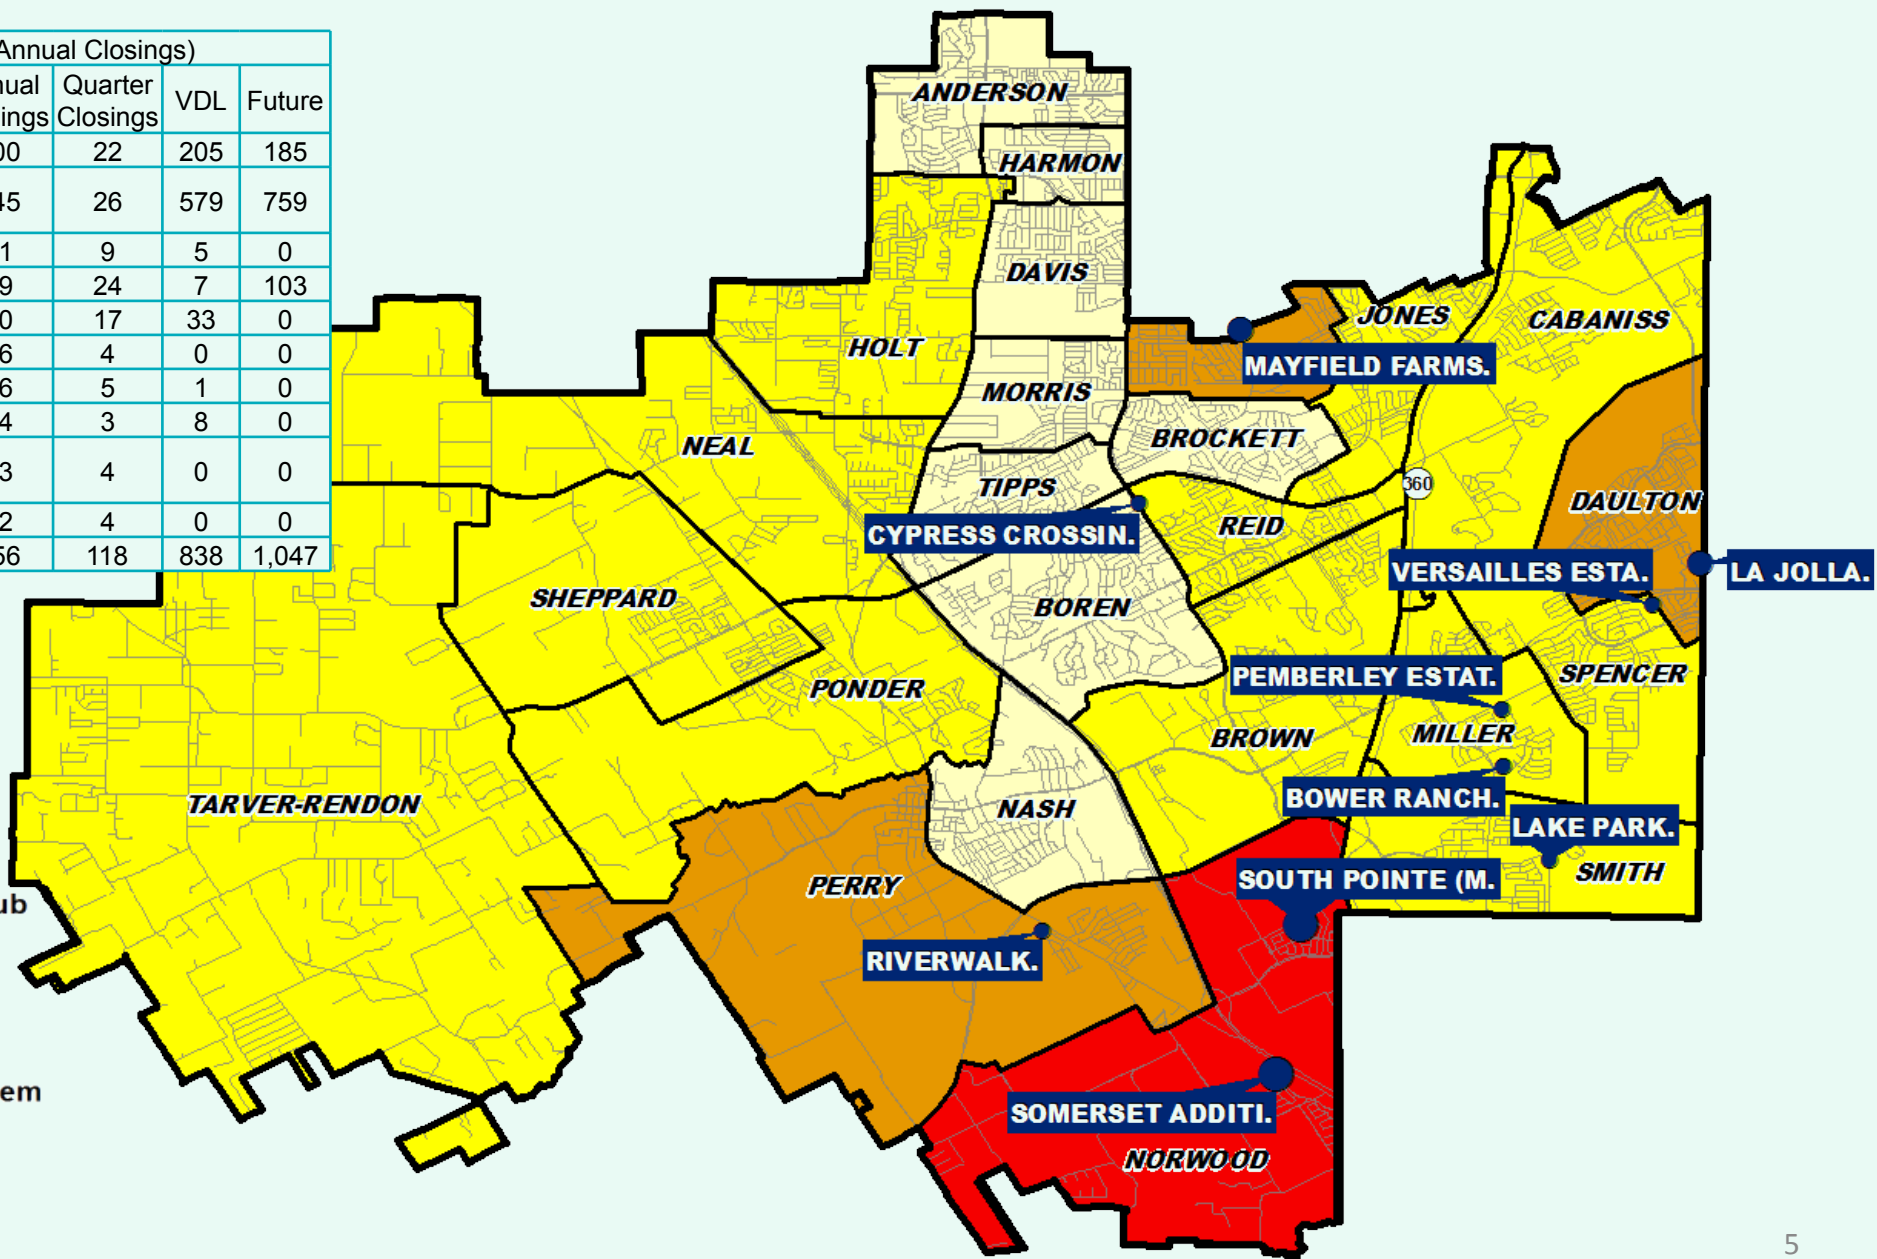 Annual Closings)
Quarter Closings VDL Future
22 205 185
26 579 759
9 5 0
24 7 103
17 33 0
4 0 0
5 1 0
3 8 0
4 0 0
4 0 0
118 838 1,047
ANDERSON
HARMON
DAVIS
HOLT
MORRIS
JONES
CABANISS
MAYFIELD FARMS.
NEAL
BROCKETT
TIPPS
360
DAULTON
CYPRESS CROSSIN.
REID
VERSAILLES ESTA.
LA JOLLA.
SHEPPARD
BOREN
PEMBERLEY ESTAT.
SPENCER
PONDER
BROWN
MILLER
TARVER-RENDON
NASH
BOWER RANCH.
LAKE PARK.
PERRY
SOUTH POINTE (M.
SMITH
RIVERWALK.
SOMERSET ADDITI.
NORWOOD
5